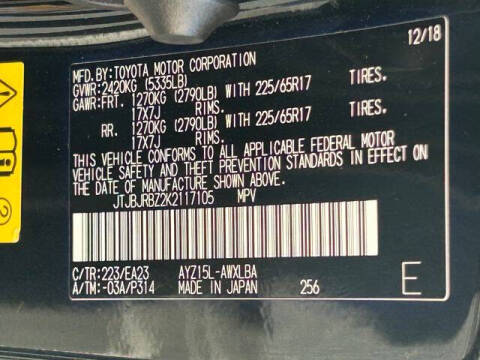 12/18
MFD.BY:TOYOTA MOTOR CORPORATION
GVWR:2420KG (5335LB)
GAWR:FRT. 1270KG (2790LB) WITH 225/65R17 TIRES.
17X7J RIMS.
RR. 1270KG (2790LB) WITH 225/65R17 TIRES.
17X7J RIMS.
THIS VEHICLE CONFORMS TO ALL APPLICABLE FEDERAL MOTOR
VEHICLE SAFETY AND THEFT PREVENTION STANDARDS IN EFFECT ON
THE DATE OF MANUFACTURE SHOWN ABOVE.
JTJBJRBZ2K2117105 MPV
C/TR:223/EA23 AYZ15L-AWXLBA
A/TM:-03A/P314 MADE IN JAPAN 256 E
2